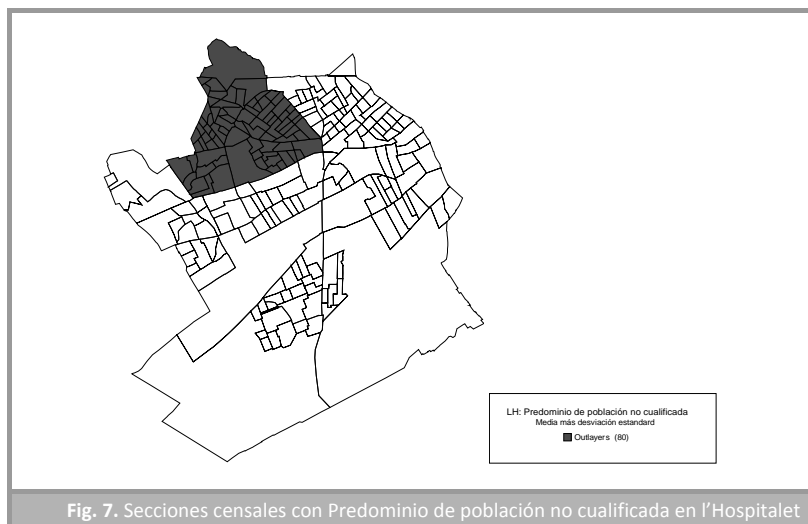 LH: Predominio de población no cualificada
Media más desviación estandard
Outlayers (80)
Fig. 7. Secciones censales con Predominio de población no cualificada en l’Hospitalet